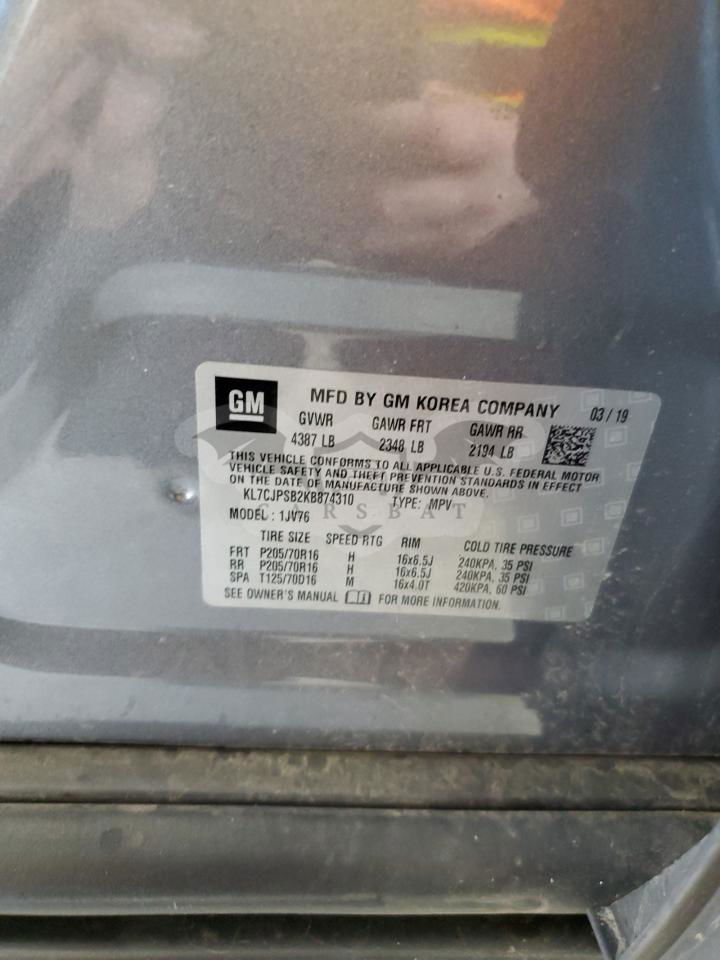 GM MFD BY GM KOREA COMPANY 03/19
GVWR GAWR FRT GAWR RR
4387 LB 2348 LB 2194 LB
THIS VEHICLE CONFORMS TO ALL APPLICABLE U.S. FEDERAL MOTOR
VEHICLE SAFETY AND THEFT PREVENTION STANDARDS IN EFFECT
ON THE DATE OF MANUFACTURE SHOWN ABOVE.
KL7CJPSB2KB874310 TYPE: MPV
MODEL: 1JV76
CARSBAT
TIRE SIZE SPEED RTG RIM COLD TIRE PRESSURE
FRT P205/70R16 H 16x6.5J 240KPA, 35 PSI
RR P205/70R16 H 16x6.5J 240KPA, 35 PSI
SPA T125/70D16 M 16x4.0T 420KPA, 60 PSI
SEE OWNER'S MANUAL FOR MORE INFORMATION.